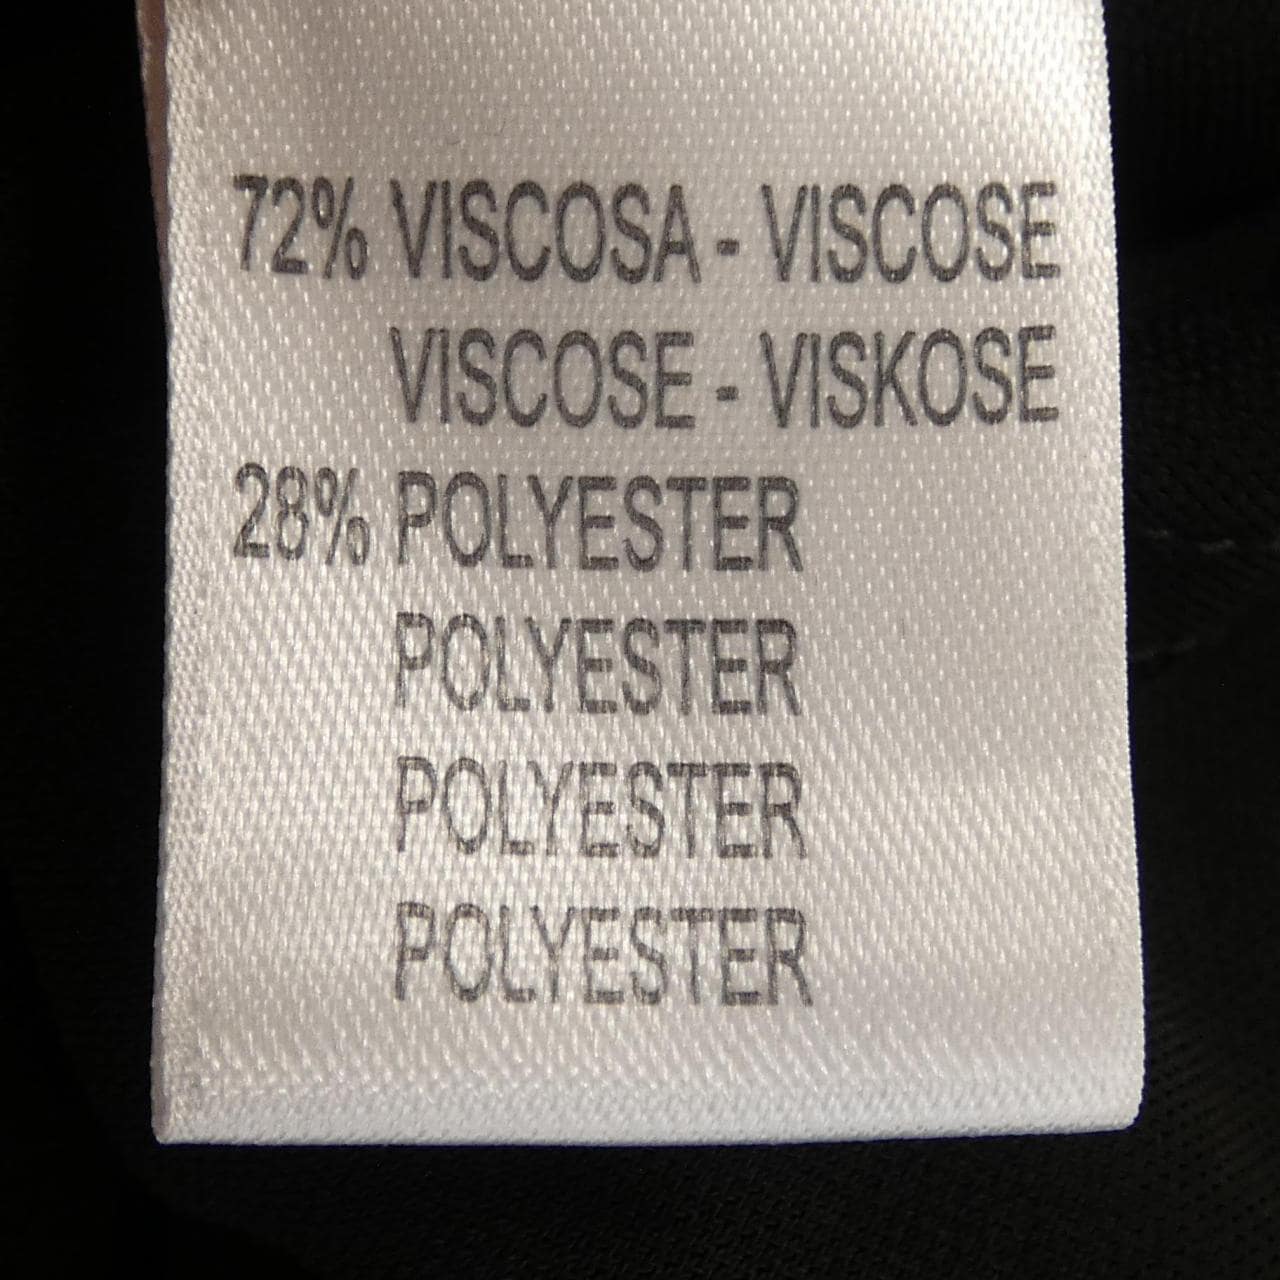 72% VISCOSA - VISCOSE
VISCOSE - VISKOSE
28% POLYESTER
POLYESTER
POLYESTER
POLYESTER